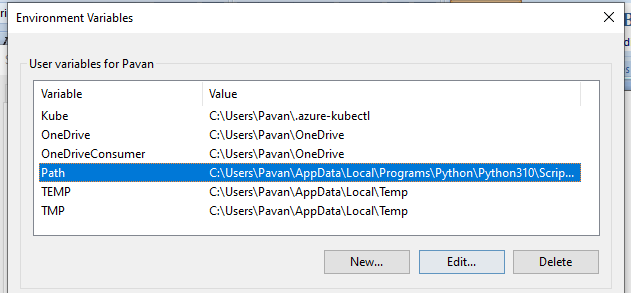 Environment Variables
User variables for Pavan
Variable Value
Kube C:\Users\Pavan\.azure-kubectl
OneDrive C:\Users\Pavan\OneDrive
OneDriveConsumer C:\Users\Pavan\OneDrive
Path C:\Users\Pavan\AppData\Local\Programs\Python\Python310\Scrip...
TEMP C:\Users\Pavan\AppData\Local\Temp
TMP C:\Users\Pavan\AppData\Local\Temp
New... Edit... Delete